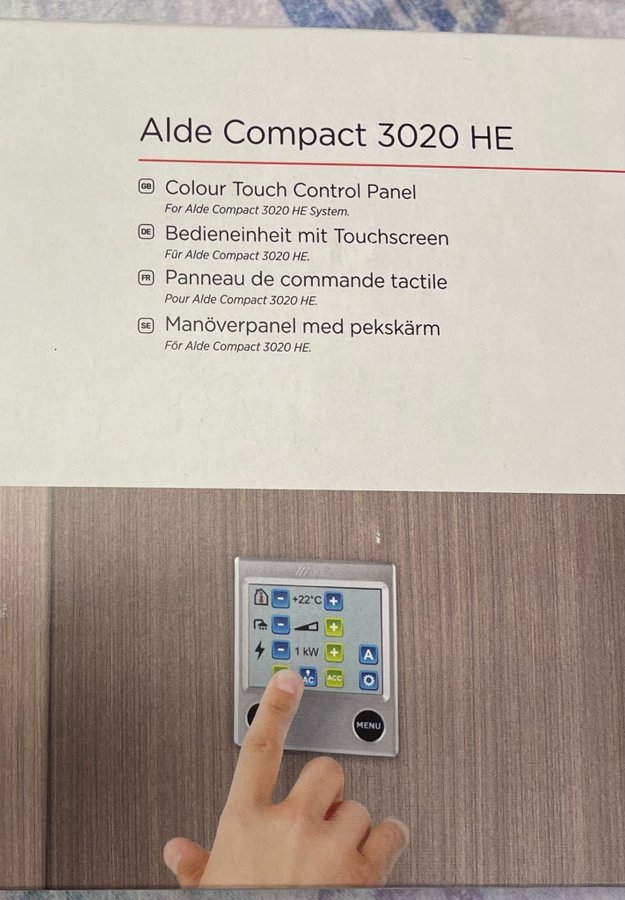 Alde Compact 3020 HE
GB Colour Touch Control Panel
For Alde Compact 3020 HE System.
DE Bedieneinheit mit Touchscreen
Für Alde Compact 3020 HE.
FR Panneau de commande tactile
Pour Alde Compact 3020 HE.
SE Manöverpanel med pekskärm
För Alde Compact 3020 HE.
- +22°C +
- +
- 1 kW + A
AC ACC
MENU